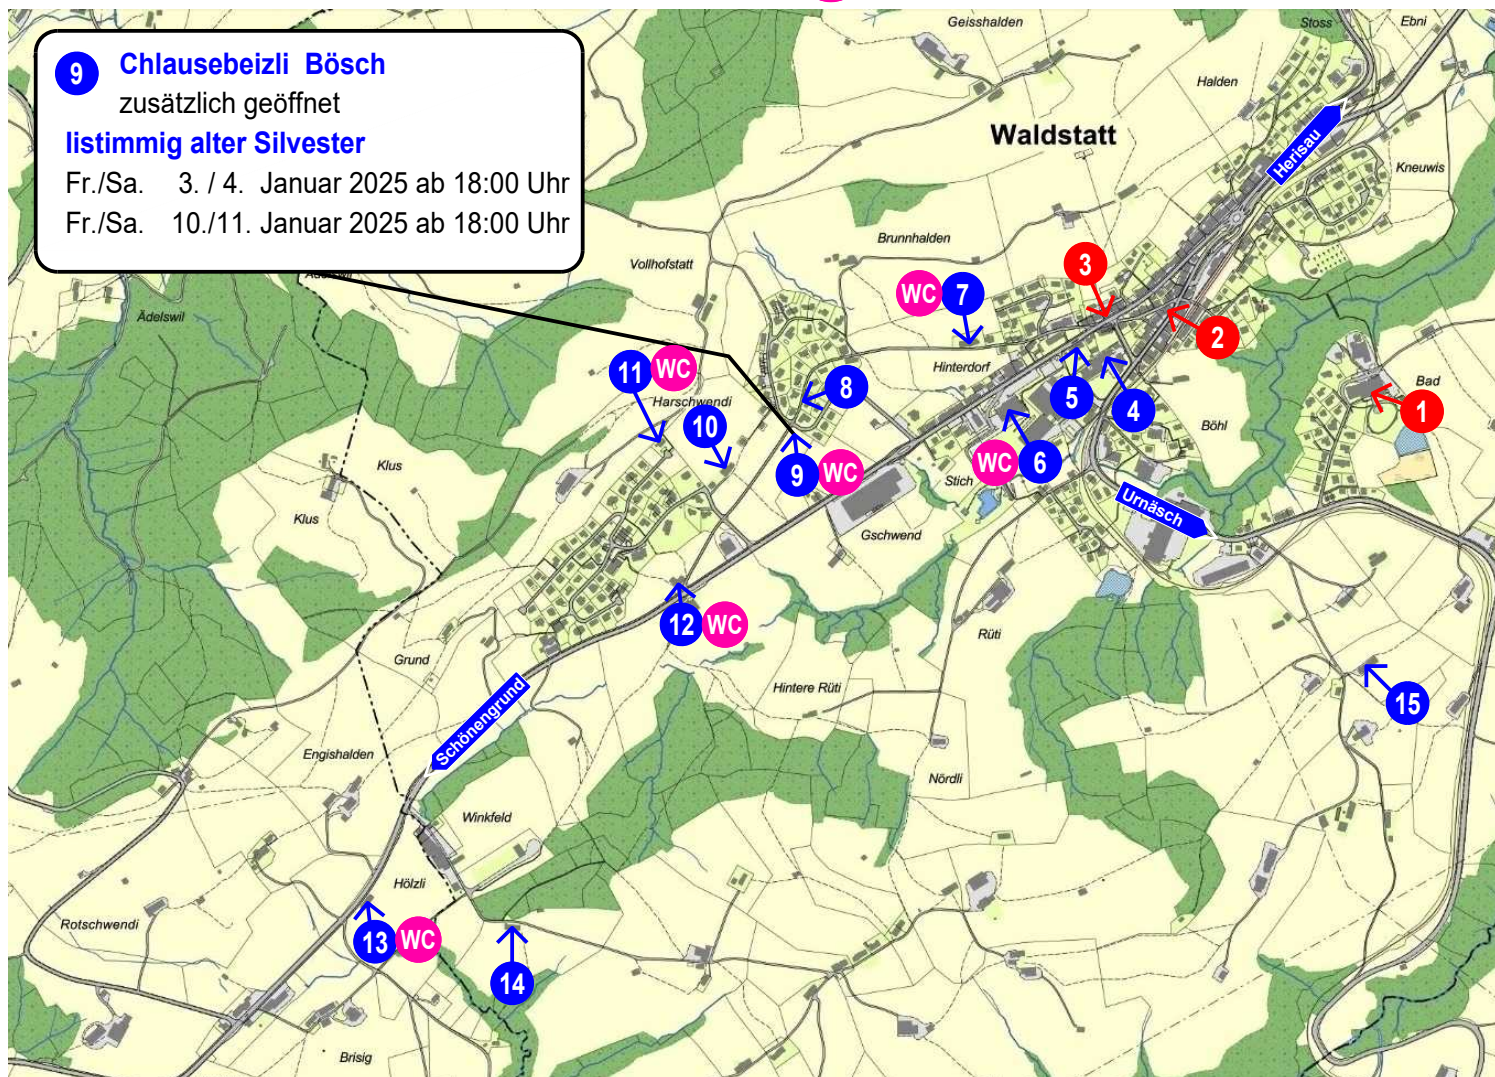 9 Chlausebeizli Bösch
zusätzlich geöffnet
listimmig alter Silvester
Fr./Sa. 3. / 4. Januar 2025 ab 18:00 Uhr
Fr./Sa. 10./11. Januar 2025 ab 18:00 Uhr
Geisshalden
Stoss
Ebni
Halden
Waldstatt
Herisau
Kneuwis
Brunnhalden
Vollhofstatt
Ädelswil
Ädelswil
3
WC 7
2
Hinterdorf
11 WC
8
Harschwendi
5
4
Bad
1
Böhl
10
Klus
9 WC
WC 6
Stich
Klus
Urnäsch
Gschwend
12 WC
Rüti
Grund
Hintere Rüti
15
Schönengrund
Engishalden
Nördli
Winkfeld
Hölzli
Rotschwendi
13 WC
14
Brisig